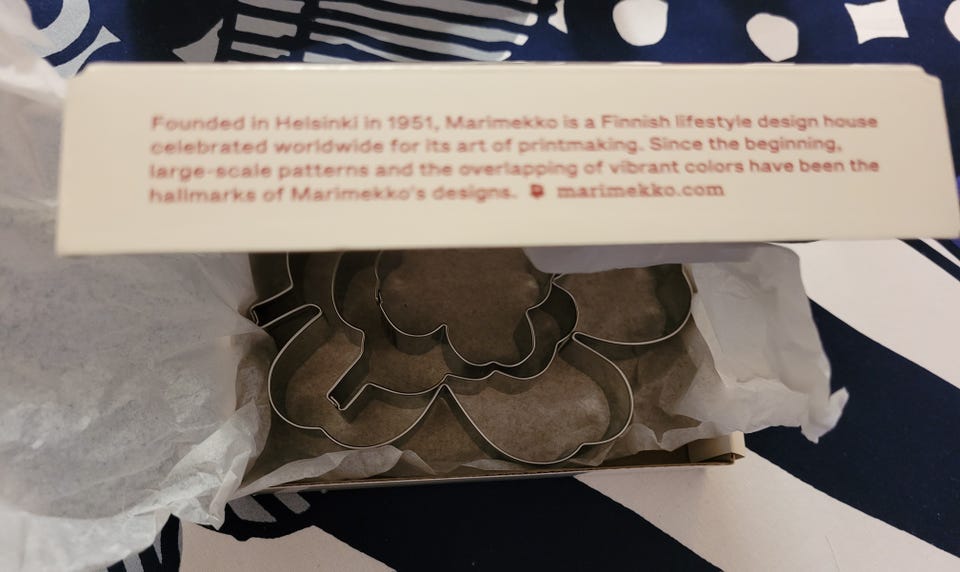 Founded in Helsinki in 1951, Marimekko is a Finnish lifestyle design house
celebrated worldwide for its art of printmaking. Since the beginning,
large-scale patterns and the overlapping of vibrant colors have been the
hallmarks of Marimekko's designs. marimekko.com